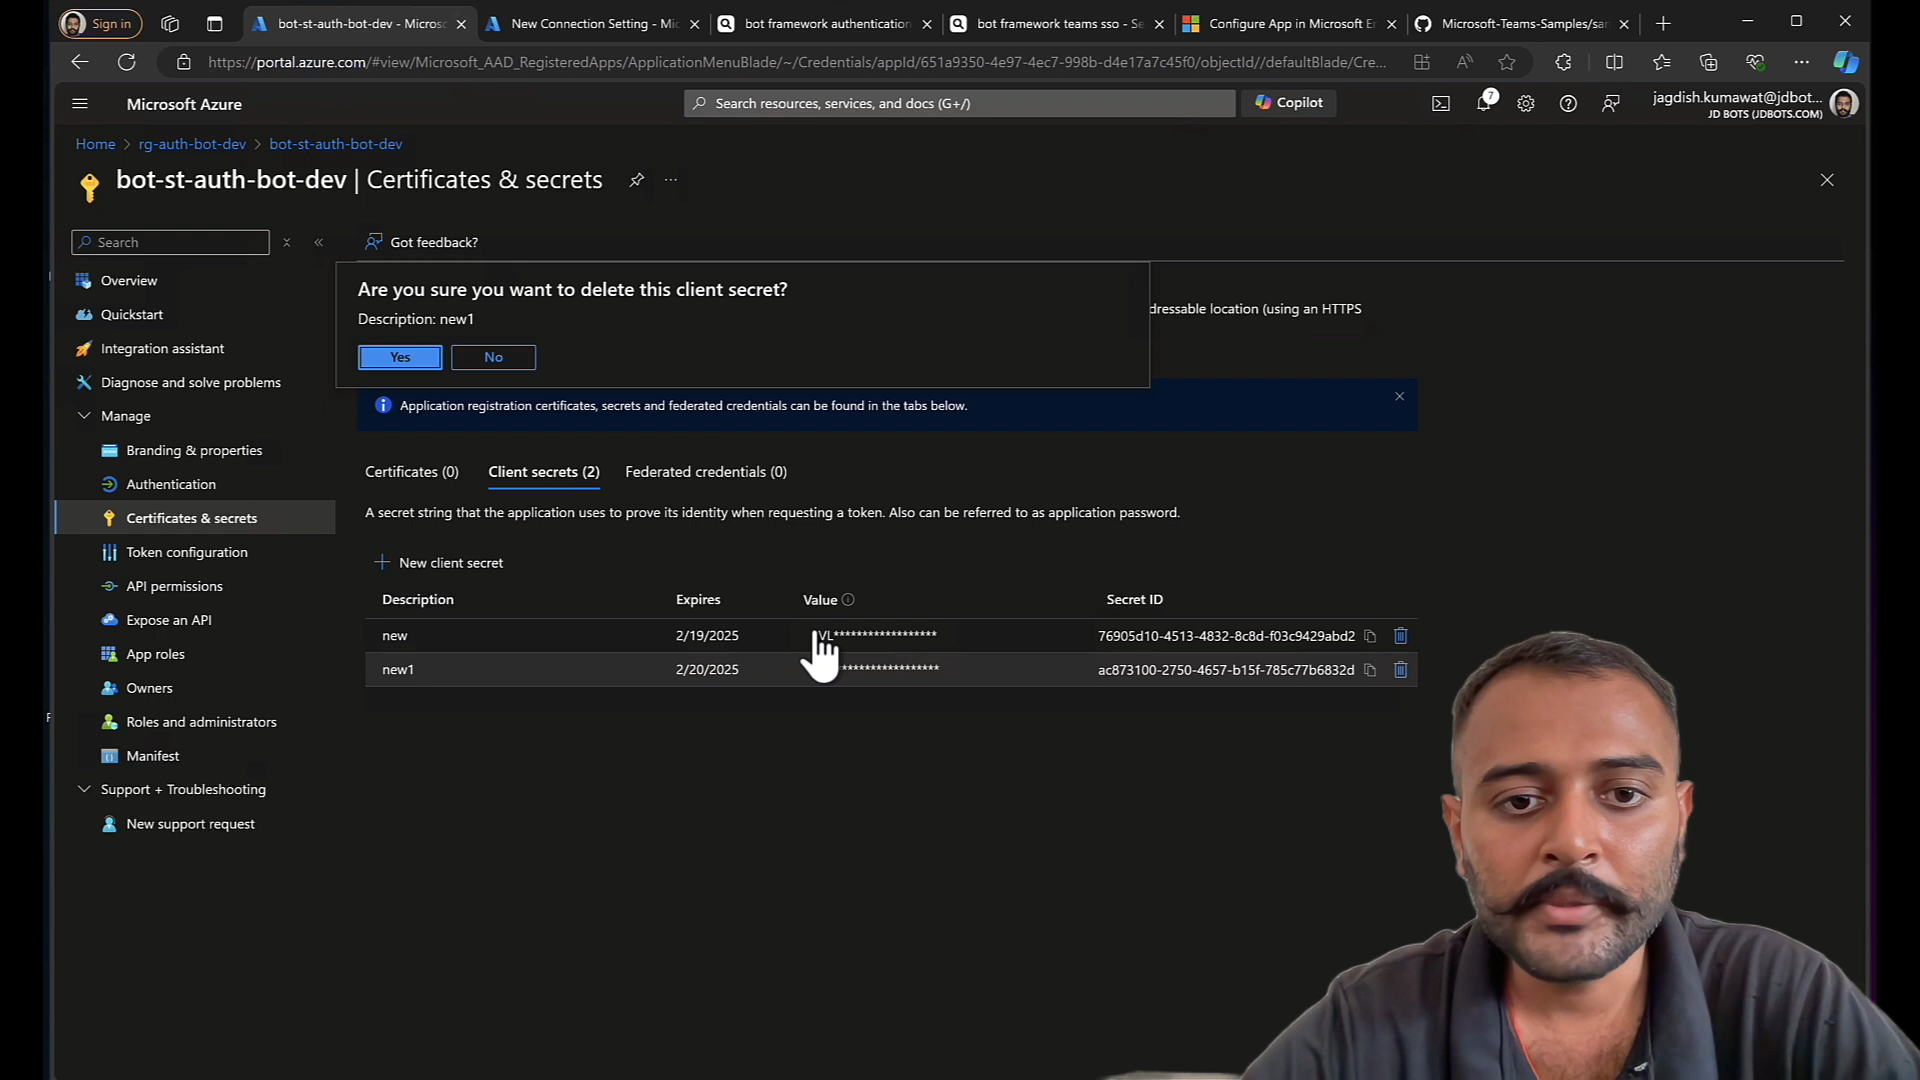 Sign in
bot-st-auth-bot-dev - Micros
New Connection Setting - Mic
bot framework authentication
bot framework teams sso - Se
Configure App in Microsoft E
Microsoft-Teams-Samples/sa
https://portal.azure.com/#view/Microsoft_AAD_RegisteredApps/ApplicationMenuBlade/~/Credentials/appId/651a9350-4e97-4ec7-998b-d4e17a7c45f0/objectId//defaultBlade/Cre...
Microsoft Azure
Search resources, services, and docs (G+/)
Copilot
7
jagdish.kumawat@jdbot...
JD BOTS (JDBOTS.COM)
Home > rg-auth-bot-dev > bot-st-auth-bot-dev
bot-st-auth-bot-dev | Certificates & secrets
Search
Got feedback?
Overview
Quickstart
Integration assistant
Diagnose and solve problems
Manage
Branding & properties
Authentication
Certificates & secrets
Token configuration
API permissions
Expose an API
App roles
Owners
Roles and administrators
Manifest
Support + Troubleshooting
New support request
Are you sure you want to delete this client secret?
Description: new1
Yes
No
dressable location (using an HTTPS
Application registration certificates, secrets and federated credentials can be found in the tabs below.
Certificates (0)
Client secrets (2)
Federated credentials (0)
A secret string that the application uses to prove its identity when requesting a token. Also can be referred to as application password.
New client secret
Description
Expires
Value
Secret ID
new
2/19/2025
VL******************
76905d10-4513-4832-8c8d-f03c9429abd2
new1
2/20/2025
******************
ac873100-2750-4657-b15f-785c77b6832d